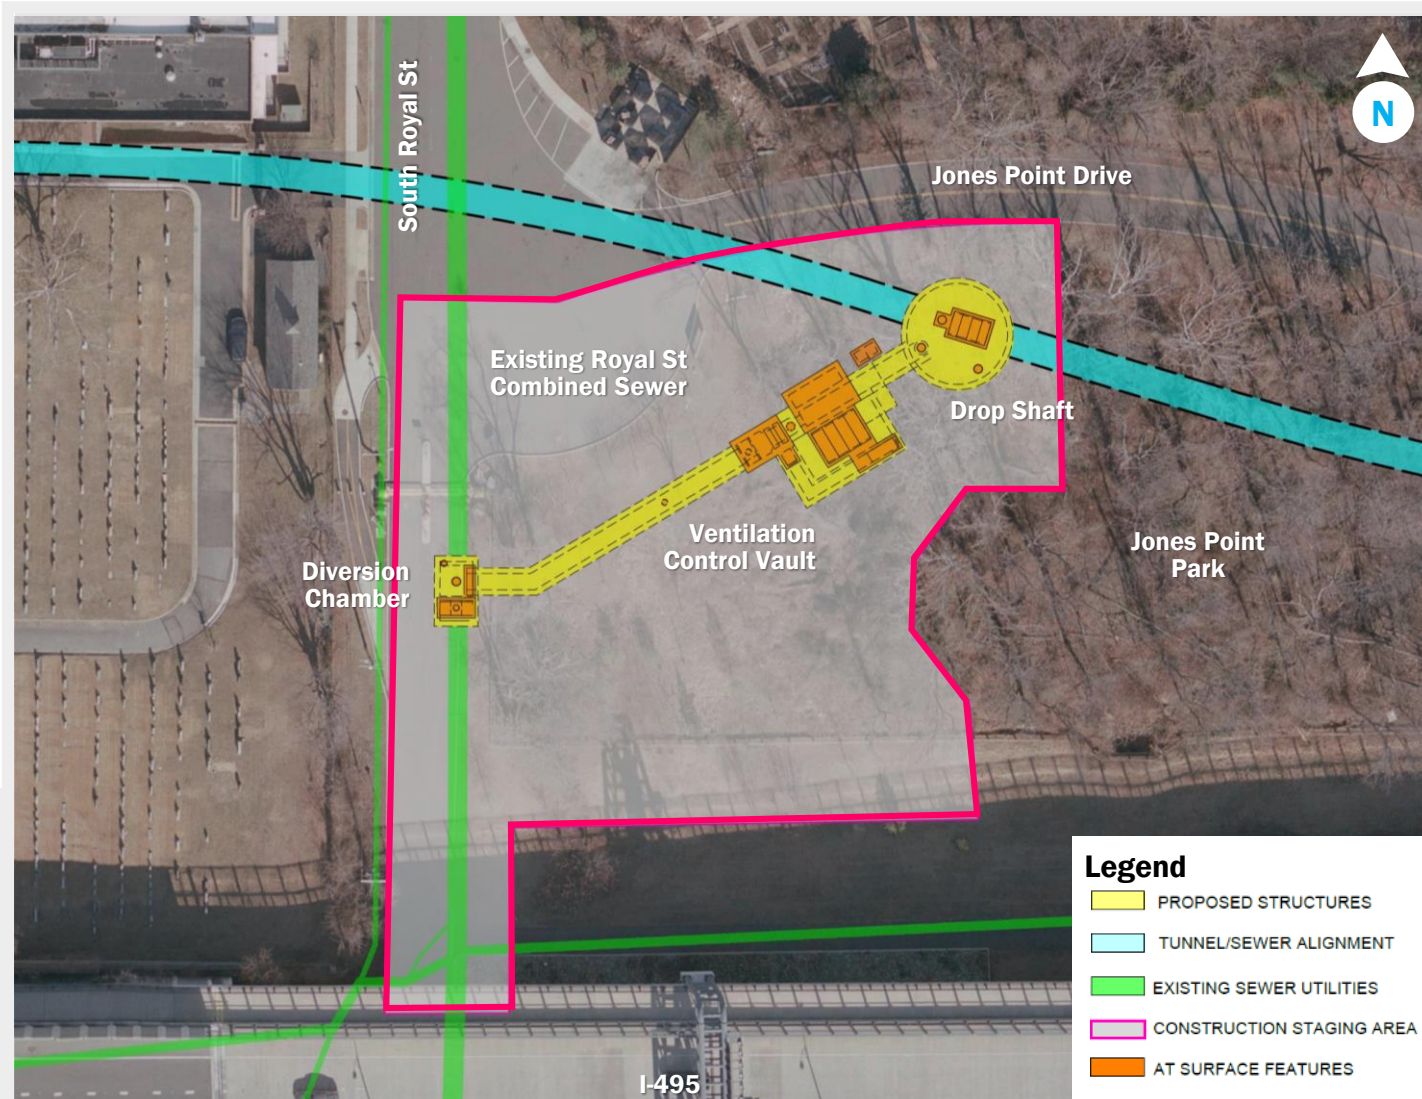 South Royal St
N
Jones Point Drive
Existing Royal St
Combined Sewer
Drop Shaft
Ventilation
Control Vault
Jones Point
Park
Diversion
Chamber
I-495
Legend
PROPOSED STRUCTURES
TUNNEL/SEWER ALIGNMENT
EXISTING SEWER UTILITIES
CONSTRUCTION STAGING AREA
AT SURFACE FEATURES